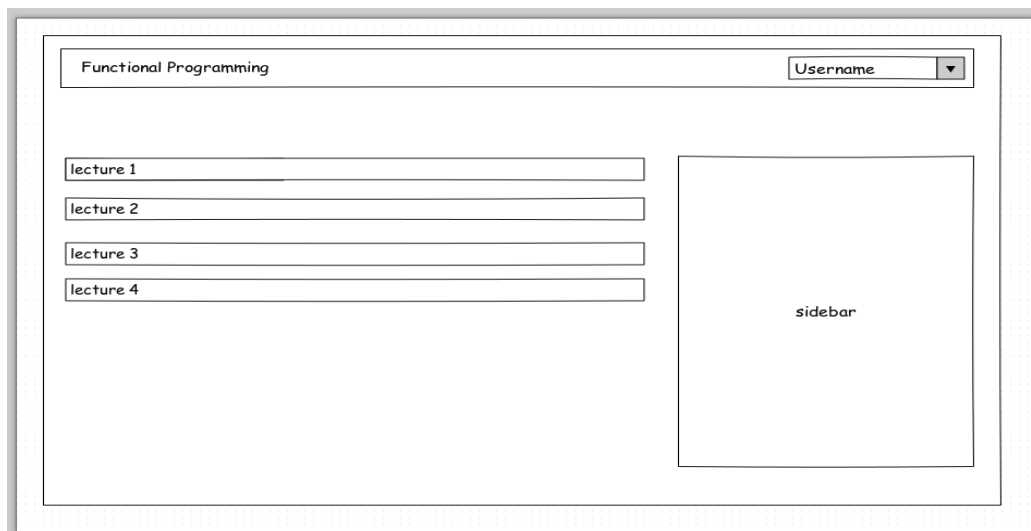 Functional Programming
Username
lecture 1
lecture 2
lecture 3
lecture 4
sidebar